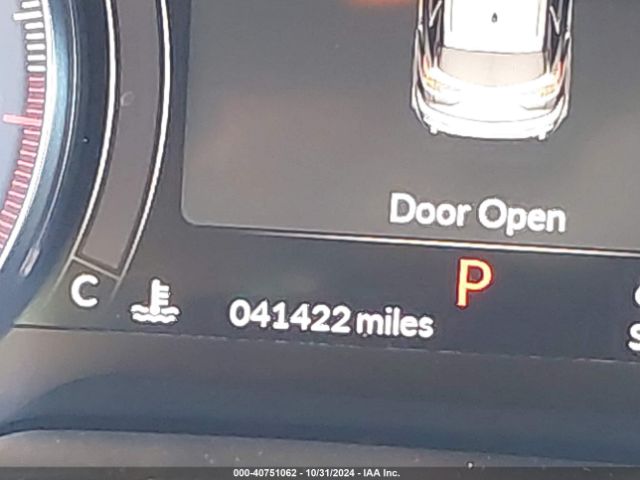 Door Open
P
C
041422 miles
S
000-40751062 - 10/31/2024 - IAA Inc.